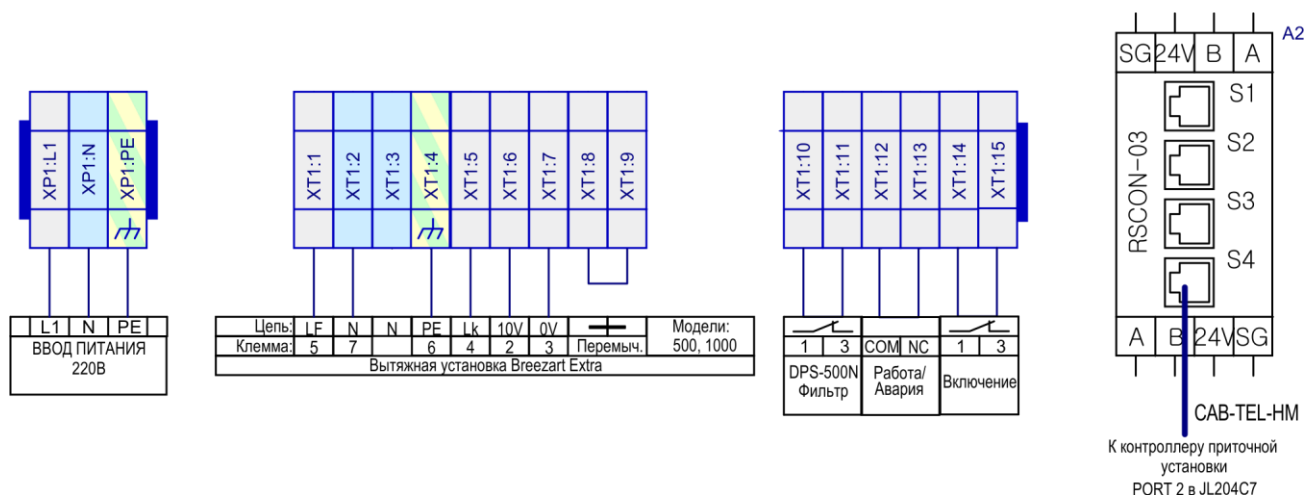 XP1:L1
XP1:N
XP1:PE
L1 N PE
ВВОД ПИТАНИЯ
220В
XT1:1
XT1:2
XT1:3
XT1:4
XT1:5
XT1:6
XT1:7
XT1:8
XT1:9
Цепь: LF N N PE Lk 10V 0V Модели:
Клемма: 5 7 6 4 2 3 Перемыч. 500, 1000
Вытяжная установка Breezart Extra
XT1:10
XT1:11
XT1:12
XT1:13
XT1:14
XT1:15
1 3 COM NC 1 3
DPS-500N
Фильтр
Работа/
Авария
Включение
A2
SG 24V B A
RSCON-03
S1
S2
S3
S4
A B 24V SG
CAB-TEL-HM
К контроллеру приточной
установки
PORT 2 в JL204C7